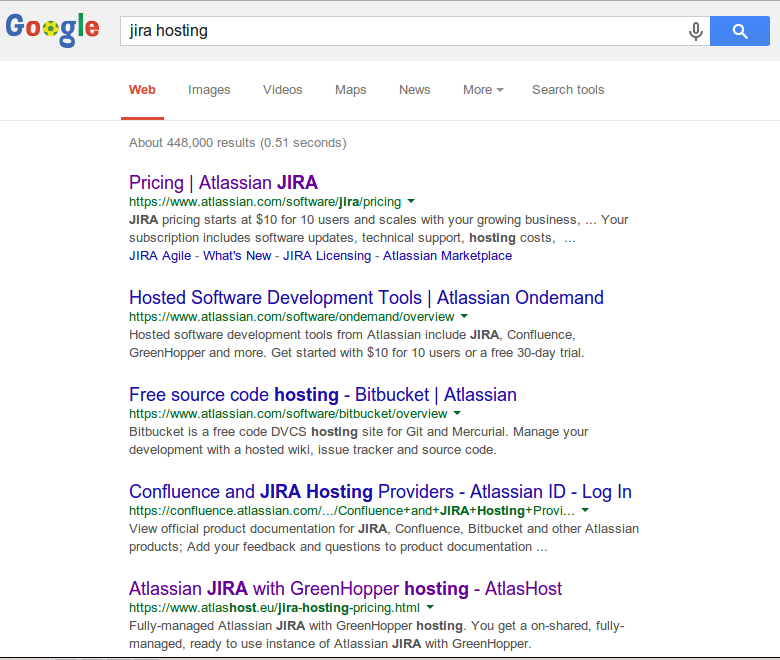 Google
jira hosting
Web Images Videos Maps News More Search tools
About 448,000 results (0.51 seconds)
Pricing | Atlassian JIRA
https://www.atlassian.com/software/jira/pricing
JIRA pricing starts at $10 for 10 users and scales with your growing business, ... Your
subscription includes software updates, technical support, hosting costs, ...
JIRA Agile - What's New - JIRA Licensing - Atlassian Marketplace
Hosted Software Development Tools | Atlassian Ondemand
https://www.atlassian.com/software/ondemand/overview
Hosted software development tools from Atlassian include JIRA, Confluence,
GreenHopper and more. Get started with $10 for 10 users or a free 30-day trial.
Free source code hosting - Bitbucket | Atlassian
https://www.atlassian.com/software/bitbucket/overview
Bitbucket is a free code DVCS hosting site for Git and Mercurial. Manage your
development with a hosted wiki, issue tracker and source code.
Confluence and JIRA Hosting Providers - Atlassian ID - Log In
https://confluence.atlassian.com/.../Confluence+and+JIRA+Hosting+Provi...
View official product documentation for JIRA, Confluence, Bitbucket and other Atlassian
products; Add your feedback and questions to product documentation ...
Atlassian JIRA with GreenHopper hosting - AtlasHost
https://www.atlashost.eu/jira-hosting-pricing.html
Fully-managed Atlassian JIRA with GreenHopper hosting. You get a on-shared, fully-
managed, ready to use instance of Atlassian JIRA with GreenHopper.